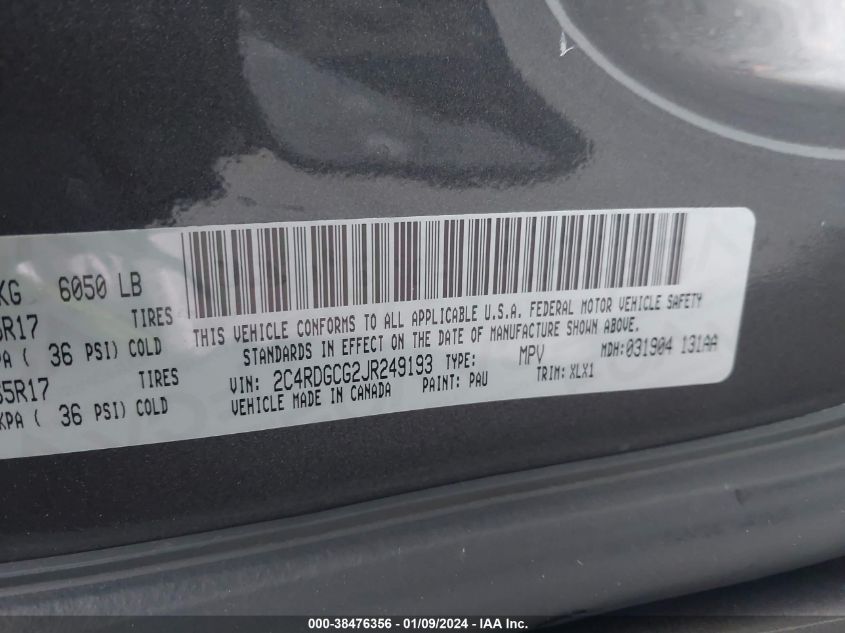 KG 6050 LB
5R17 TIRES
KPA ( 36 PSI) COLD
65R17 TIRES
KPA ( 36 PSI) COLD
THIS VEHICLE CONFORMS TO ALL APPLICABLE U.S.A. FEDERAL MOTOR VEHICLE SAFETY
STANDARDS IN EFFECT ON THE DATE OF MANUFACTURE SHOWN ABOVE.
VIN: 2C4RDGCG2JR249193 TYPE: MPV MDH:031904 131AA
VEHICLE MADE IN CANADA PAINT: PAU TRIM: XLX1
000-38476356 - 01/09/2024 - IAA Inc.